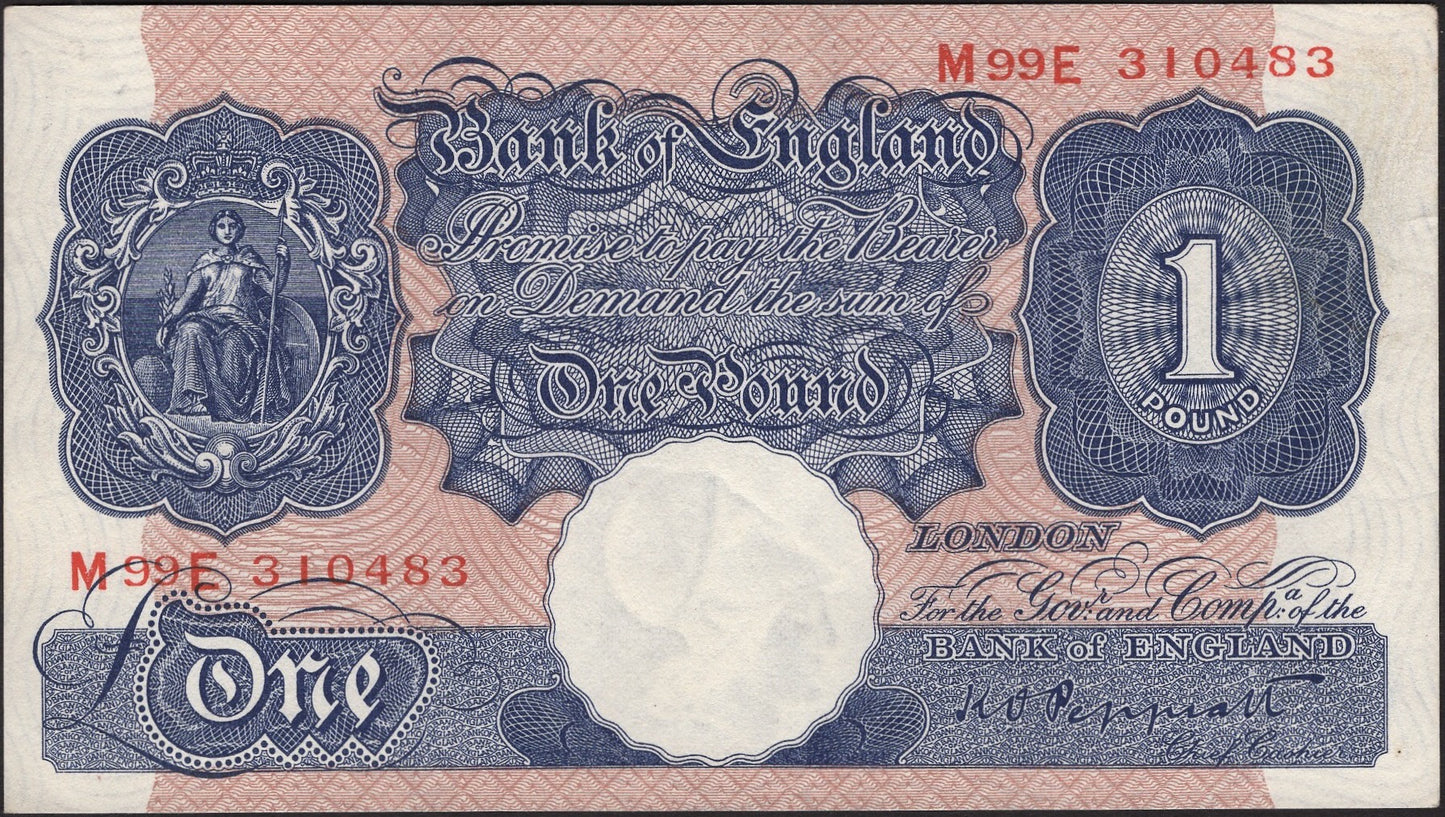 M99E 310483
Bank of England
Promise to pay the Bearer
on Demand the sum of
One Pound
1
POUND
LONDON
M99E 310483
For the Govr. and Compa. of the
BANK of ENGLAND
£One
K O Peppiatt
Chief Cashier